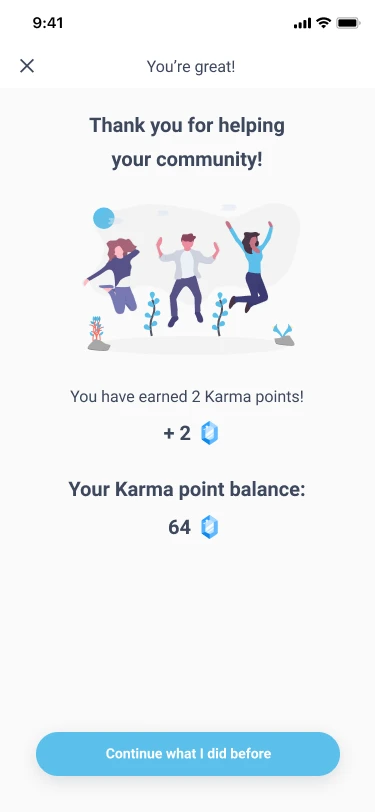 9:41
You’re great!
Thank you for helping
your community!
You have earned 2 Karma points!
+ 2
Your Karma point balance:
64
Continue what I did before